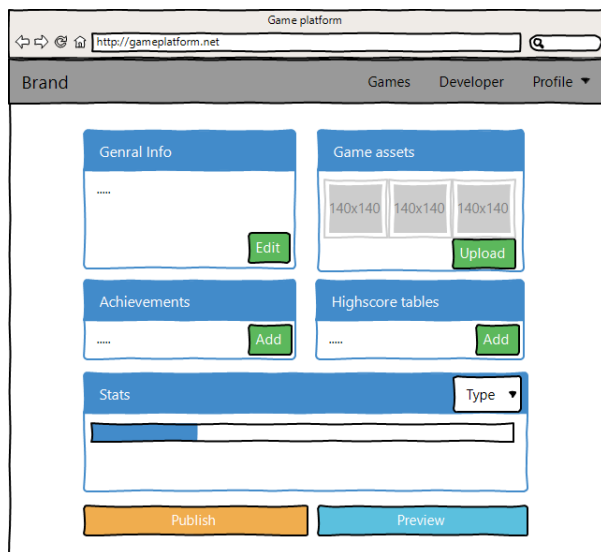 Game platform
http://gameplatform.net
Brand Games Developer Profile
Genral Info
.....
Edit
Game assets
140x140 140x140 140x140
Upload
Achievements
.....
Add
Highscore tables
.....
Add
Stats
Type
Publish
Preview